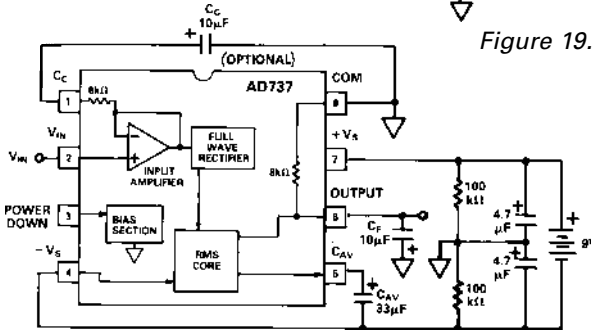 Figure 19.
C_C
10µF
+
(OPTIONAL)
AD737
C_C
1
8kΩ
COM
8
V_IN
V_IN
2
−
+
INPUT
AMPLIFIER
FULL
WAVE
RECTIFIER
8kΩ
+V_S
7
OUTPUT
6
POWER
DOWN
3
BIAS
SECTION
RMS
CORE
−V_S
4
C_AV
5
C_F
10µF
+
C_AV
33µF
+
100
kΩ
100
kΩ
4.7
µF
+
4.7
µF
+
+